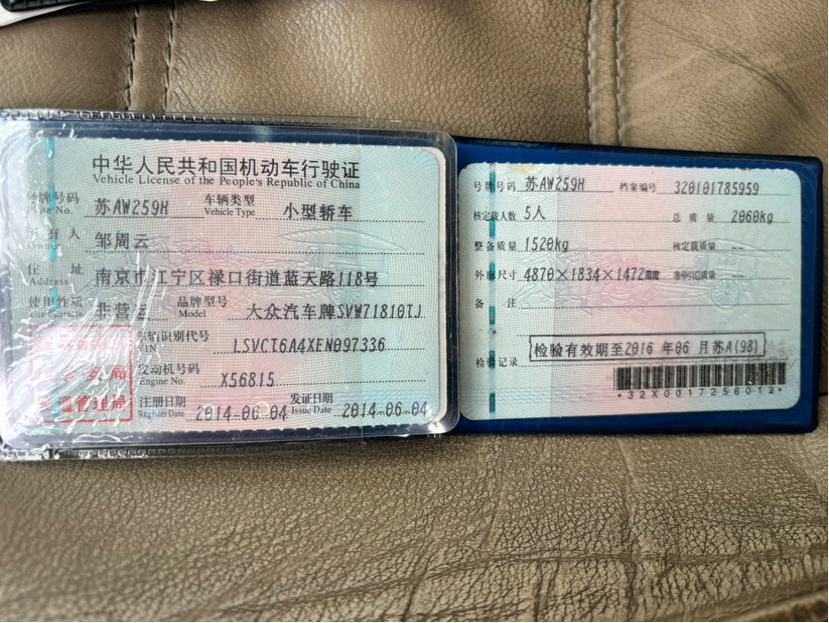 中华人民共和国机动车行驶证
Vehicle License of the People's Republic of China
号牌号码 苏AW259H 车辆类型 小型轿车
Plate No. Vehicle Type
所有人 邹周云
Owner
住址 南京市江宁区禄口街道蓝天路118号
Address
使用性质 非营运 品牌型号 大众汽车牌SVW71810TJ
Use Character Model
车辆识别代号 LSVCT6A4XEN097336
VIN
发动机号码 X56815
Engine No.
注册日期 2014-06-04 发证日期 2014-06-04
Register Date Issue Date
管理局
号牌号码 苏AW259H 档案编号 320101785959
核定载人数 5人 总质量 2060kg
整备质量 1520kg 核定载质量 --
外廓尺寸 4870×1834×1472 准牵引总质量 --
备注
检验记录 检验有效期至2016年06月苏A(98)
*32X0017256012*